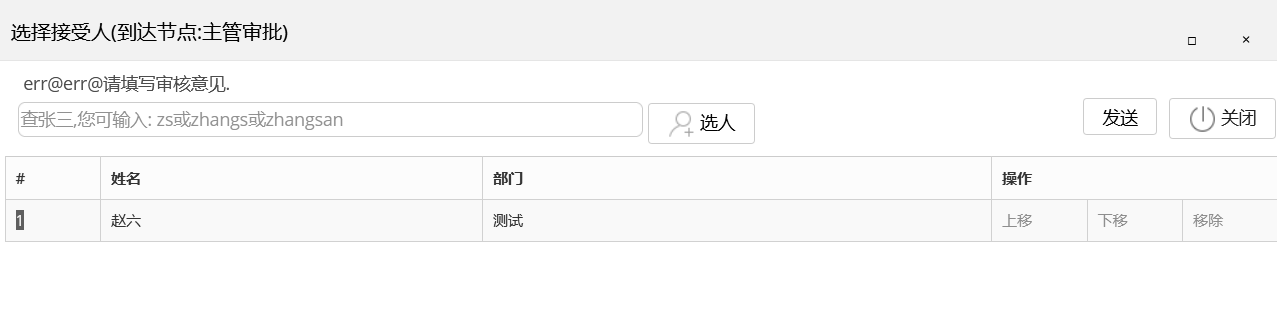 选择接受人(到达节点:主管审批)
err@err@请填写审核意见.
查张三,您可输入: zs或zhangs或zhangsan 选人 发送 关闭
# 姓名 部门 操作
1 赵六 测试 上移 下移 移除